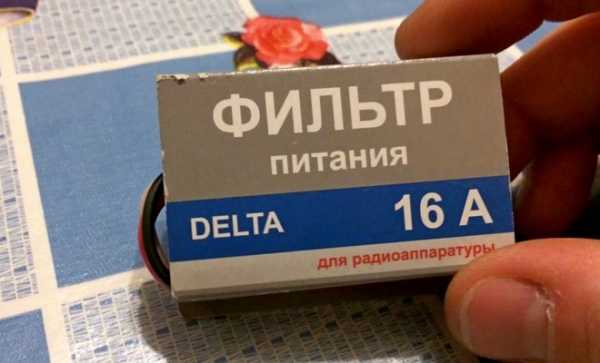 ФИЛЬТР
питания
DELTA 16 А
для радиоаппаратуры